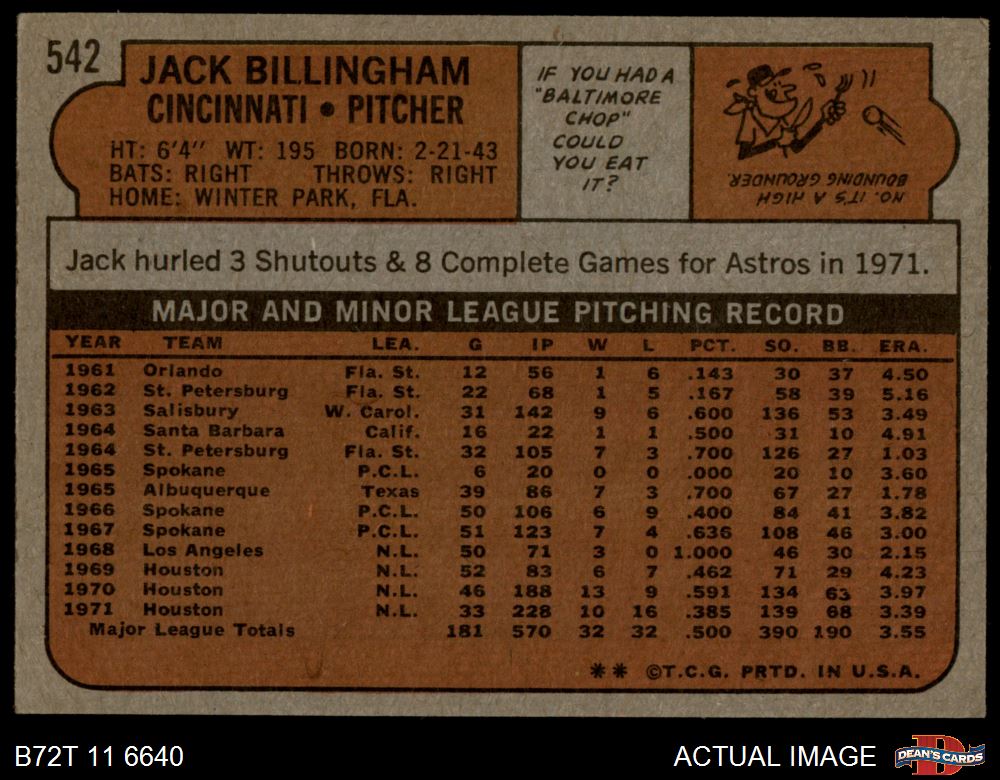 542
JACK BILLINGHAM
CINCINNATI • PITCHER
HT: 6'4" WT: 195 BORN: 2-21-43
BATS: RIGHT THROWS: RIGHT
HOME: WINTER PARK, FLA.
IF YOU HAD A
"BALTIMORE
CHOP"
COULD
YOU EAT
IT?
NO. IT'S A HIGH
BOUNDING
GROUNDER
Jack hurled 3 Shutouts & 8 Complete Games for Astros in 1971.
MAJOR AND MINOR LEAGUE PITCHING RECORD
YEAR TEAM LEA. G IP W L PCT. SO. BB. ERA.
1961 Orlando Fla. St. 12 56 1 6 .143 30 37 4.50
1962 St. Petersburg Fla. St. 22 68 1 5 .167 58 39 5.16
1963 Salisbury W. Carol. 31 142 9 6 .600 136 53 3.49
1964 Santa Barbara Calif. 16 22 1 1 .500 31 10 4.91
1964 St. Petersburg Fla. St. 32 105 7 3 .700 126 27 1.03
1965 Spokane P.C.L. 6 20 0 0 .000 20 10 3.60
1965 Albuquerque Texas 39 86 7 3 .700 67 27 1.78
1966 Spokane P.C.L. 50 106 6 9 .400 84 41 3.82
1967 Spokane P.C.L. 51 123 7 4 .636 108 46 3.00
1968 Los Angeles N.L. 50 71 3 0 1.000 46 30 2.15
1969 Houston N.L. 52 83 6 7 .462 71 29 4.23
1970 Houston N.L. 46 188 13 9 .591 134 63 3.97
1971 Houston N.L. 33 228 10 16 .385 139 68 3.39
Major League Totals 181 570 32 32 .500 390 190 3.55
** ©T.C.G. PRTD. IN U.S.A.
B72T 11 6640
ACTUAL IMAGE
DEAN'S CARDS